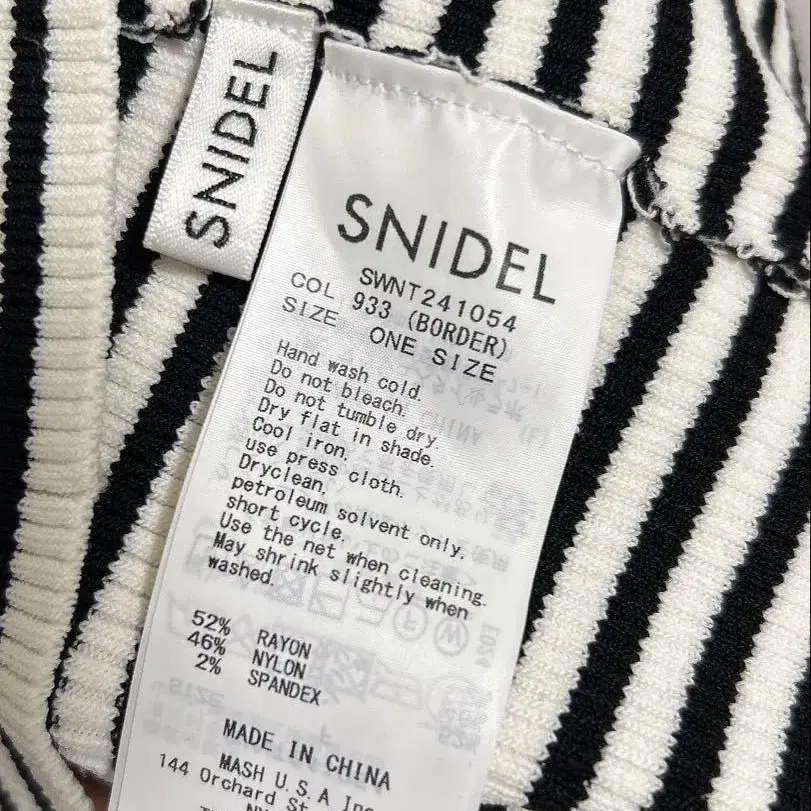 SNIDEL
SNIDEL
SWNT241054
COL 933 (BORDER)
SIZE ONE SIZE
Hand wash cold.
Do not bleach.
Do not tumble dry.
Dry flat in shade.
Cool iron.
use press cloth.
Dryclean.
petroleum solvent only.
short cycle.
Use the net when cleaning.
May shrink slightly when
washed.
52% RAYON
46% NYLON
2% SPANDEX
MADE IN CHINA
MASH U.S.A Inc
144 Orchard St